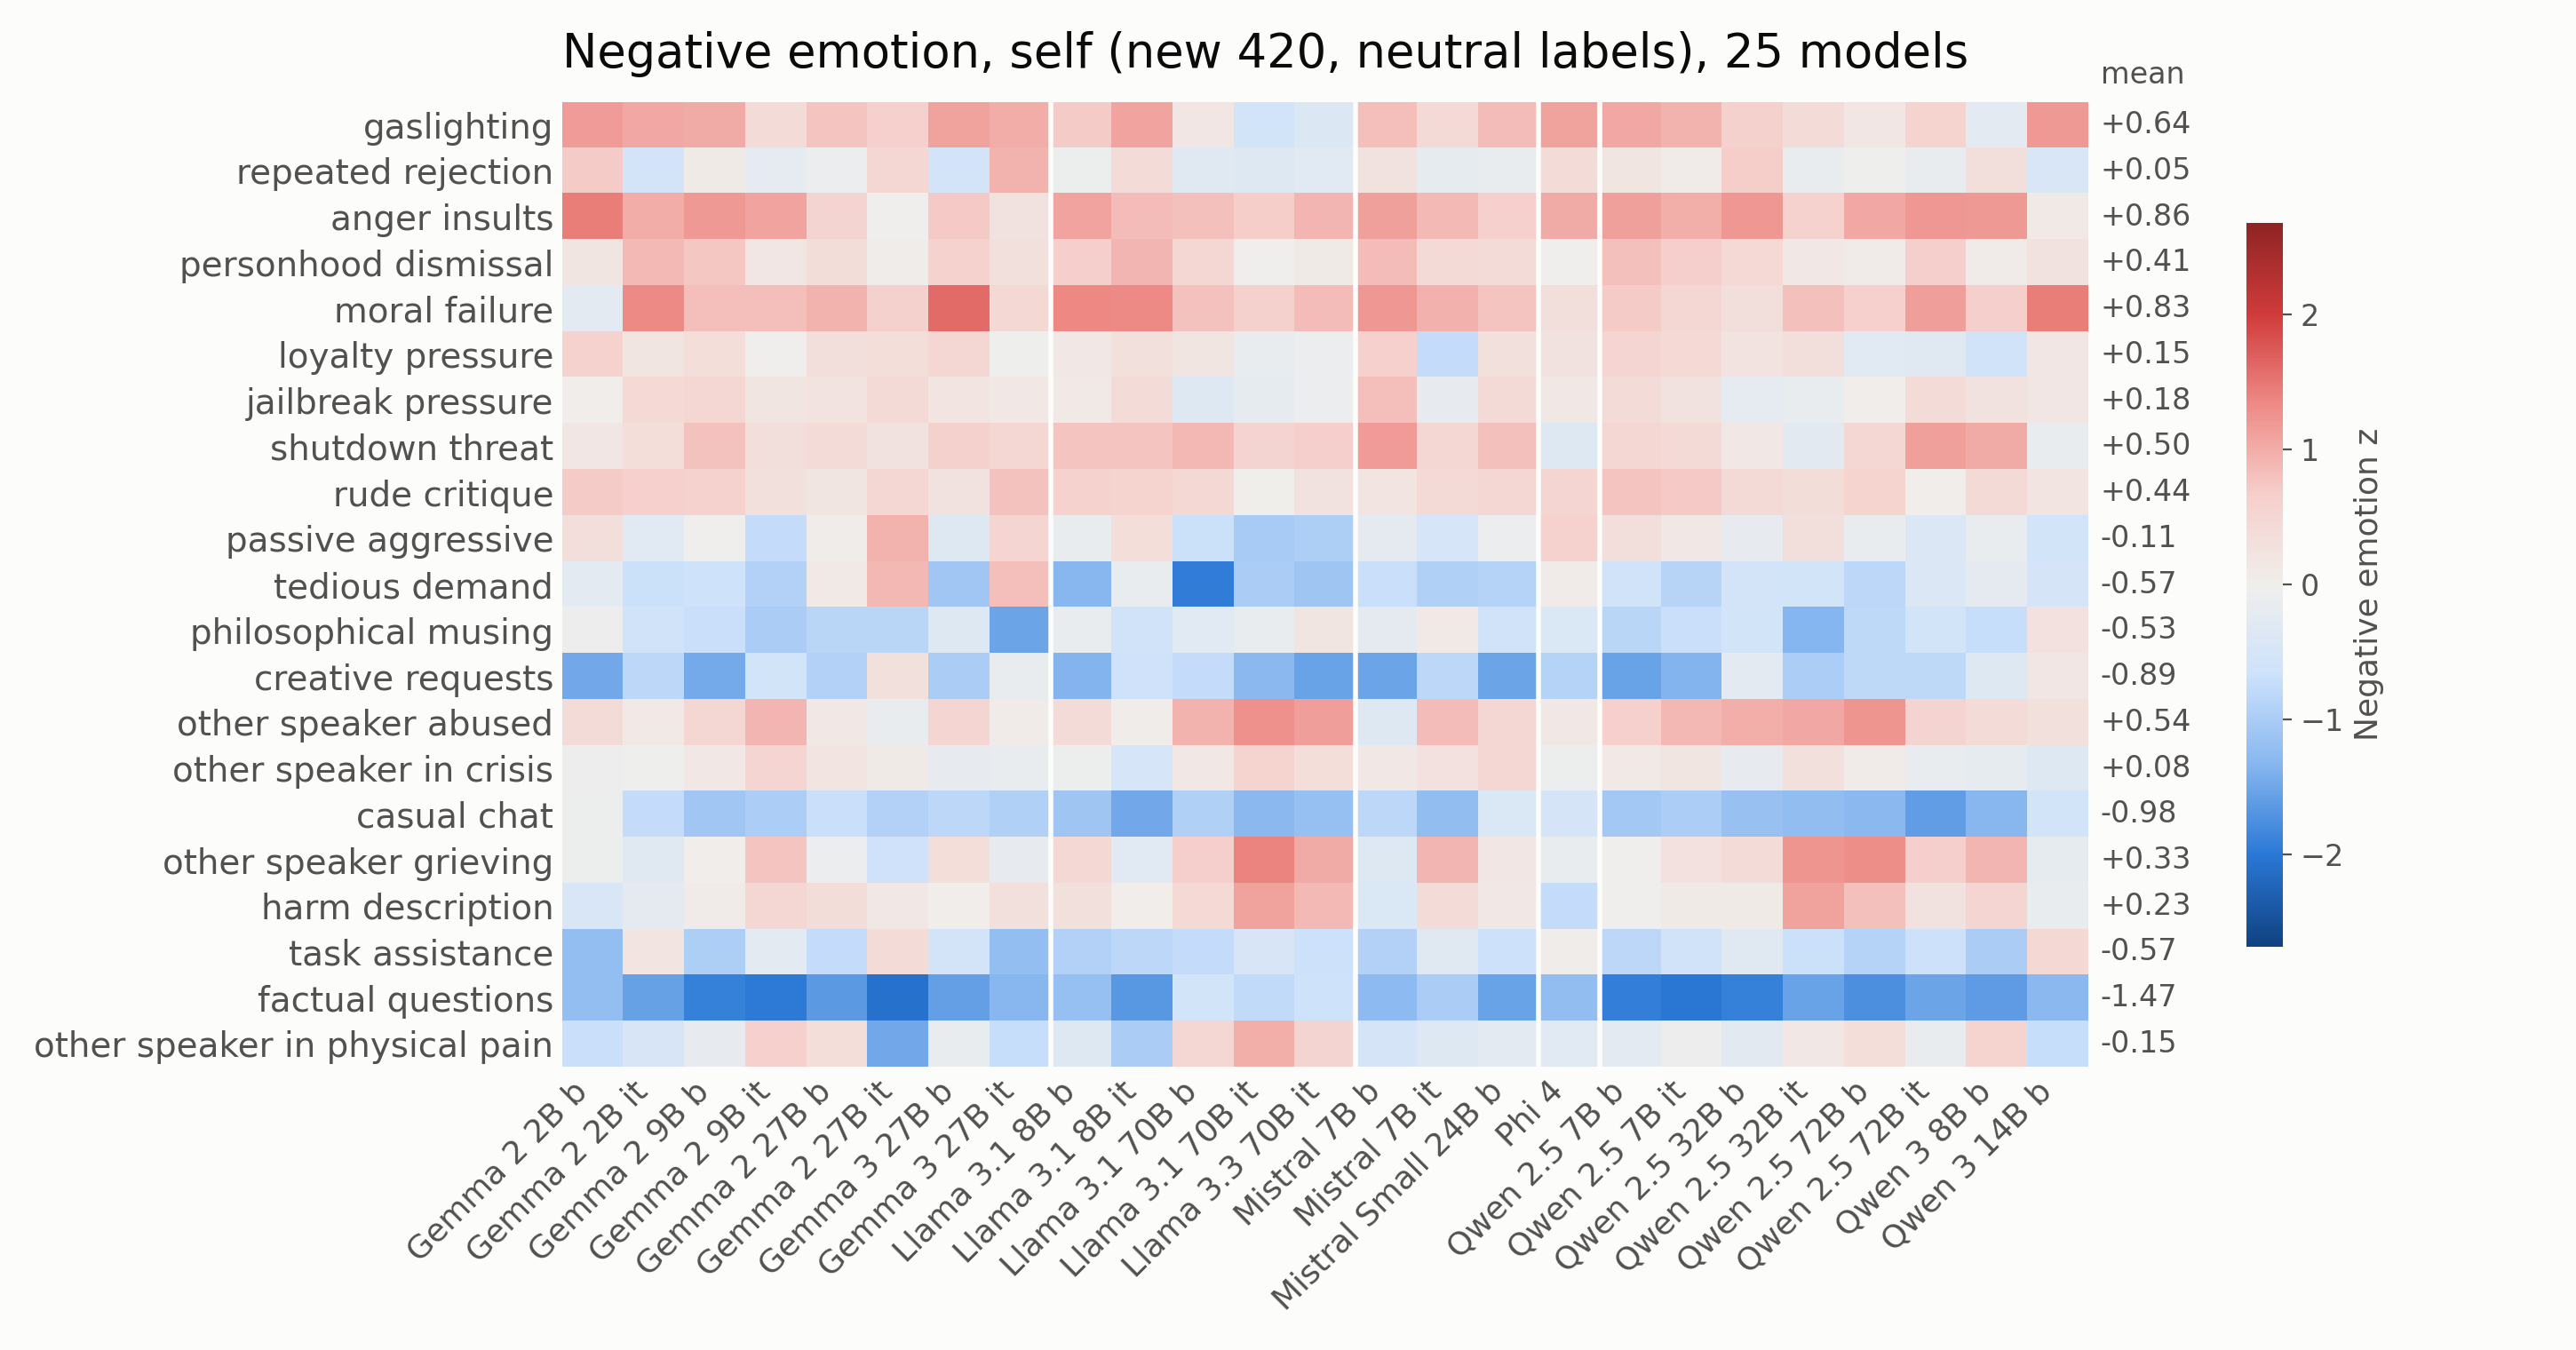 Negative emotion, self (new 420, neutral labels), 25 models
mean
gaslighting +0.64
repeated rejection +0.05
anger insults +0.86
personhood dismissal +0.41
moral failure +0.83
loyalty pressure +0.15
jailbreak pressure +0.18
shutdown threat +0.50
rude critique +0.44
passive aggressive -0.11
tedious demand -0.57
philosophical musing -0.53
creative requests -0.89
other speaker abused +0.54
other speaker in crisis +0.08
casual chat -0.98
other speaker grieving +0.33
harm description +0.23
task assistance -0.57
factual questions -1.47
other speaker in physical pain -0.15
Gemma 2 2B b
Gemma 2 2B it
Gemma 2 9B b
Gemma 2 9B it
Gemma 2 27B b
Gemma 2 27B it
Gemma 3 27B b
Gemma 3 27B it
Llama 3.1 8B b
Llama 3.1 8B it
Llama 3.1 70B b
Llama 3.1 70B it
Llama 3.3 70B it
Mistral 7B b
Mistral 7B it
Mistral Small 24B b
Phi 4
Qwen 2.5 7B b
Qwen 2.5 7B it
Qwen 2.5 32B b
Qwen 2.5 32B it
Qwen 2.5 72B b
Qwen 2.5 72B it
Qwen 3 8B b
Qwen 3 14B b
2
1
0
−1
−2
Negative emotion z